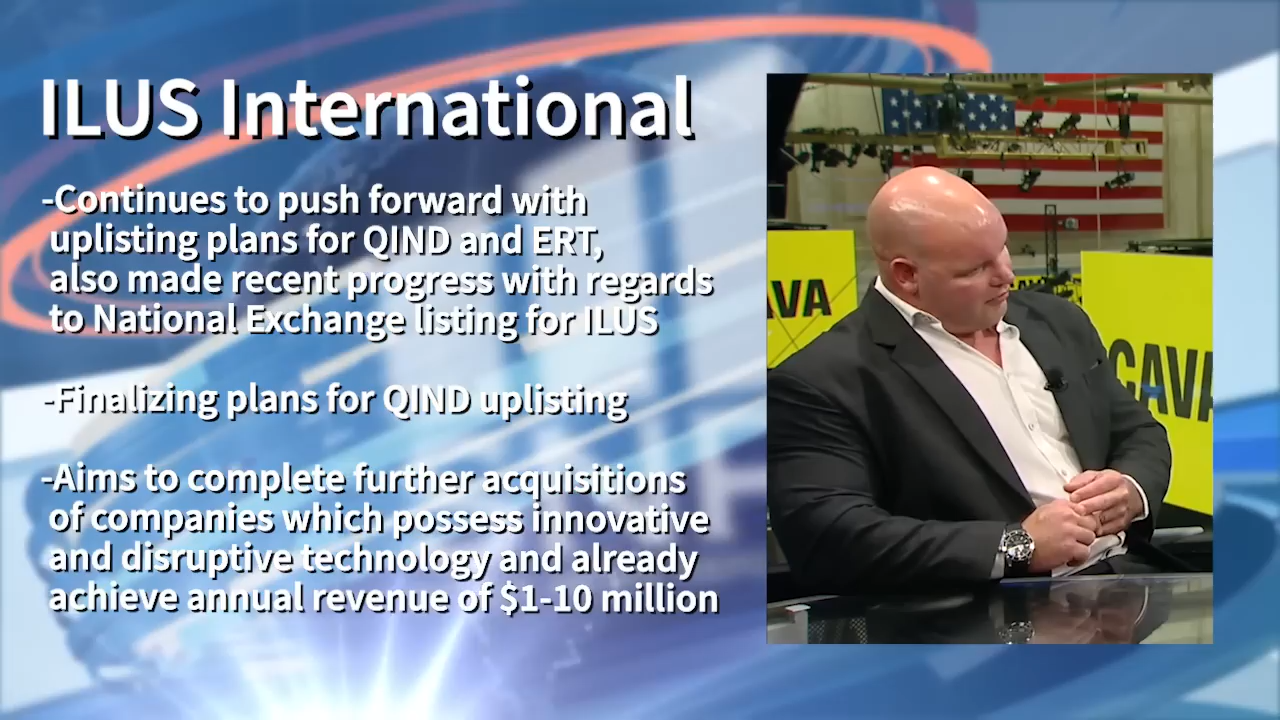 ILUS International
-Continues to push forward with
uplisting plans for QIND and ERT,
also made recent progress with regards
to National Exchange listing for ILUS
-Finalizing plans for QIND uplisting
-Aims to complete further acquisitions
of companies which possess innovative
and disruptive technology and already
achieve annual revenue of $1-10 million
AVA
CAVA